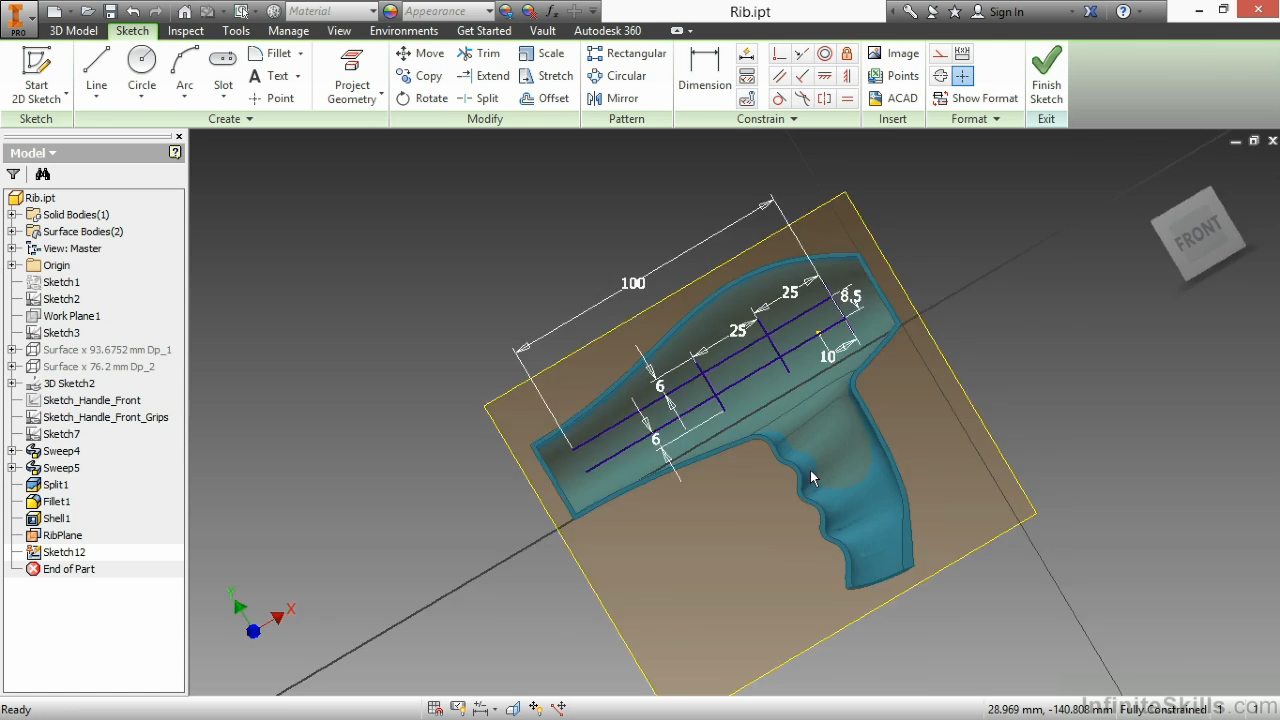 Material
Appearance
Rib.ipt
Sign In
PRO
3D Model Sketch Inspect Tools Manage View Environments Get Started Vault Autodesk 360
Start
2D Sketch
Line
Circle
Arc
Slot
Fillet
Text
Point
Project
Geometry
Move
Copy
Rotate
Trim
Extend
Split
Scale
Stretch
Offset
Rectangular
Circular
Mirror
Dimension
Image
Points
ACAD
Show Format
Finish
Sketch
Sketch Create Modify Pattern Constrain Insert Format Exit
Model
Rib.ipt
Solid Bodies(1)
Surface Bodies(2)
View: Master
Origin
Sketch1
Sketch2
Work Plane1
Sketch3
Surface x 93.6752 mm Dp_1
Surface x 76.2 mm Dp_2
3D Sketch2
Sketch_Handle_Front
Sketch_Handle_Front_Grips
Sketch7
Sweep4
Sweep5
Split1
Fillet1
Shell1
RibPlane
Sketch12
End of Part
FRONT
100
25
8.5
25
10
6
6
Y
X
Ready
28.969 mm, -140.808 mm Fully Constrained 1 1
InfiniteSkills.com